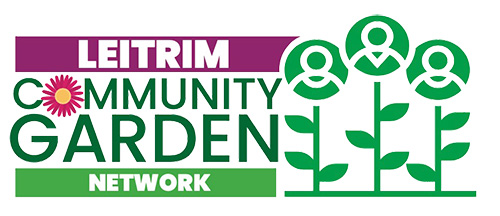 LEITRIM
COMMUNITY
GARDEN
NETWORK